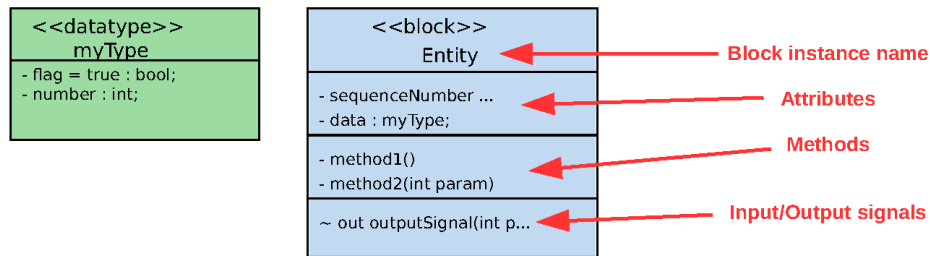 <<datatype>>
myType
- flag = true : bool;
- number : int;
<<block>>
Entity
- sequenceNumber ...
- data : myType;
- method1()
- method2(int param)
~ out outputSignal(int p...
Block instance name
Attributes
Methods
Input/Output signals